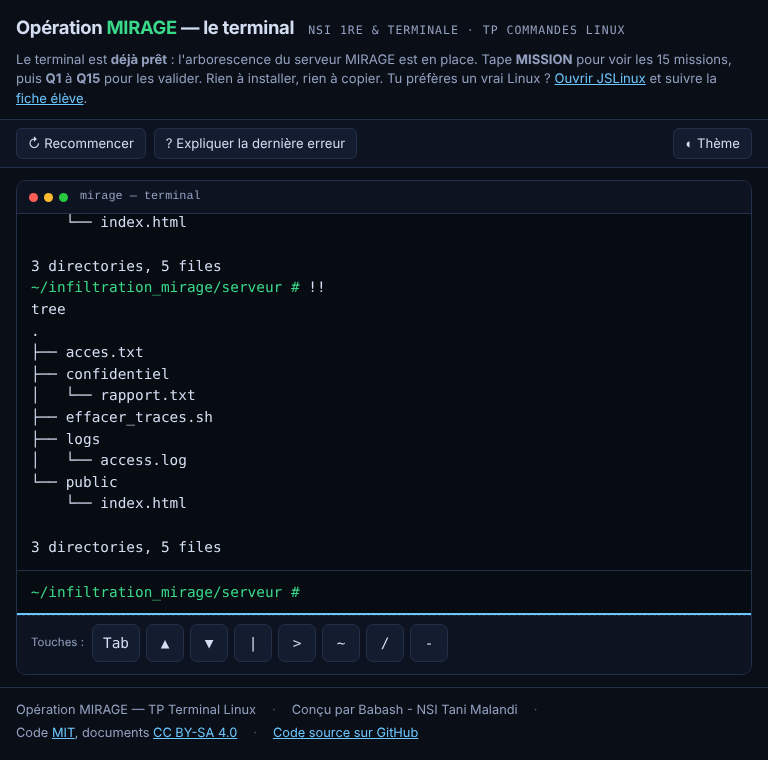 Opération MIRAGE — le terminal NSI 1RE & TERMINALE · TP COMMANDES LINUX
Le terminal est déjà prêt : l'arborescence du serveur MIRAGE est en place. Tape MISSION pour voir les 15 missions,
puis Q1 à Q15 pour les valider. Rien à installer, rien à copier. Tu préfères un vrai Linux ? Ouvrir JSLinux et suivre la
fiche élève.
↻ Recommencer ? Expliquer la dernière erreur ◖ Thème
mirage — terminal
    └── index.html
3 directories, 5 files
~/infiltration_mirage/serveur # !!
tree
.
├── acces.txt
├── confidentiel
│   └── rapport.txt
├── effacer_traces.sh
├── logs
│   └── access.log
└── public
    └── index.html
3 directories, 5 files
~/infiltration_mirage/serveur #
Touches : Tab ▲ ▼ | > ~ / -
Opération MIRAGE — TP Terminal Linux · Conçu par Babash - NSI Tani Malandi ·
Code MIT, documents CC BY-SA 4.0 · Code source sur GitHub